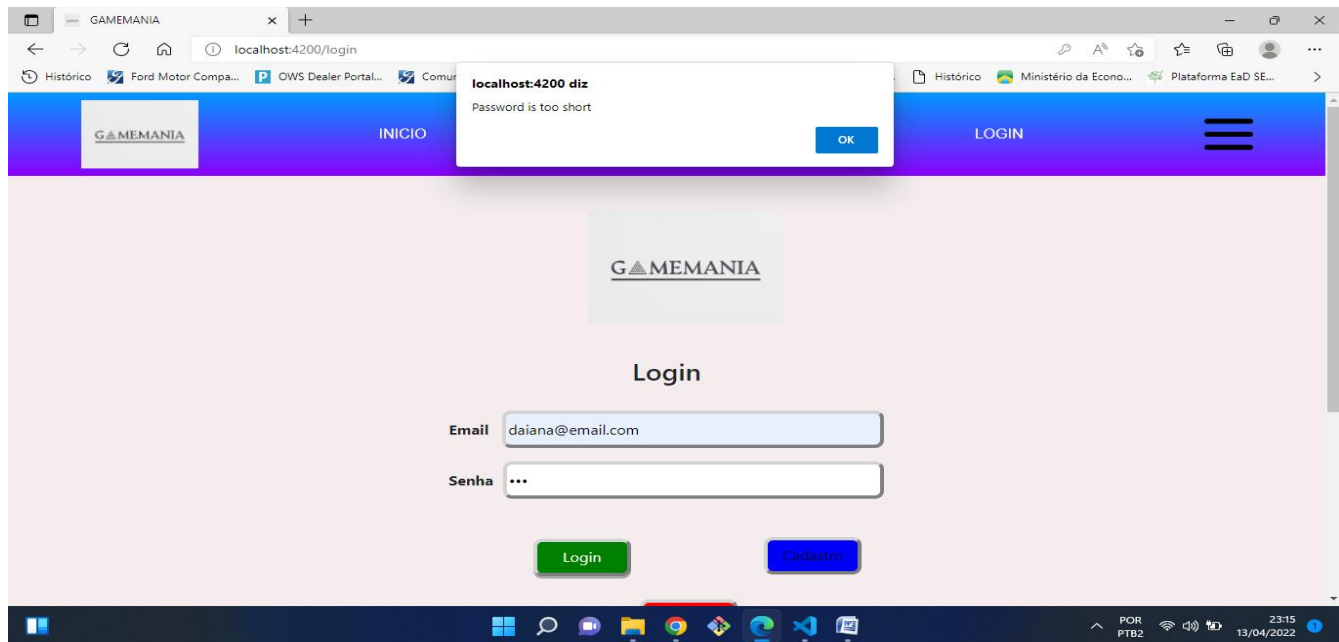 GAMEMANIA
localhost:4200/login
Histórico Ford Motor Compa... OWS Dealer Portal... Comur Histórico Ministério da Econo... Plataforma EaD SE...
localhost:4200 diz
Password is too short
OK
GAMEMANIA INICIO LOGIN
GAMEMANIA
Login
Email daiana@email.com
Senha •••
Login Cadastro
POR 23:15
PTB2 13/04/2022 1